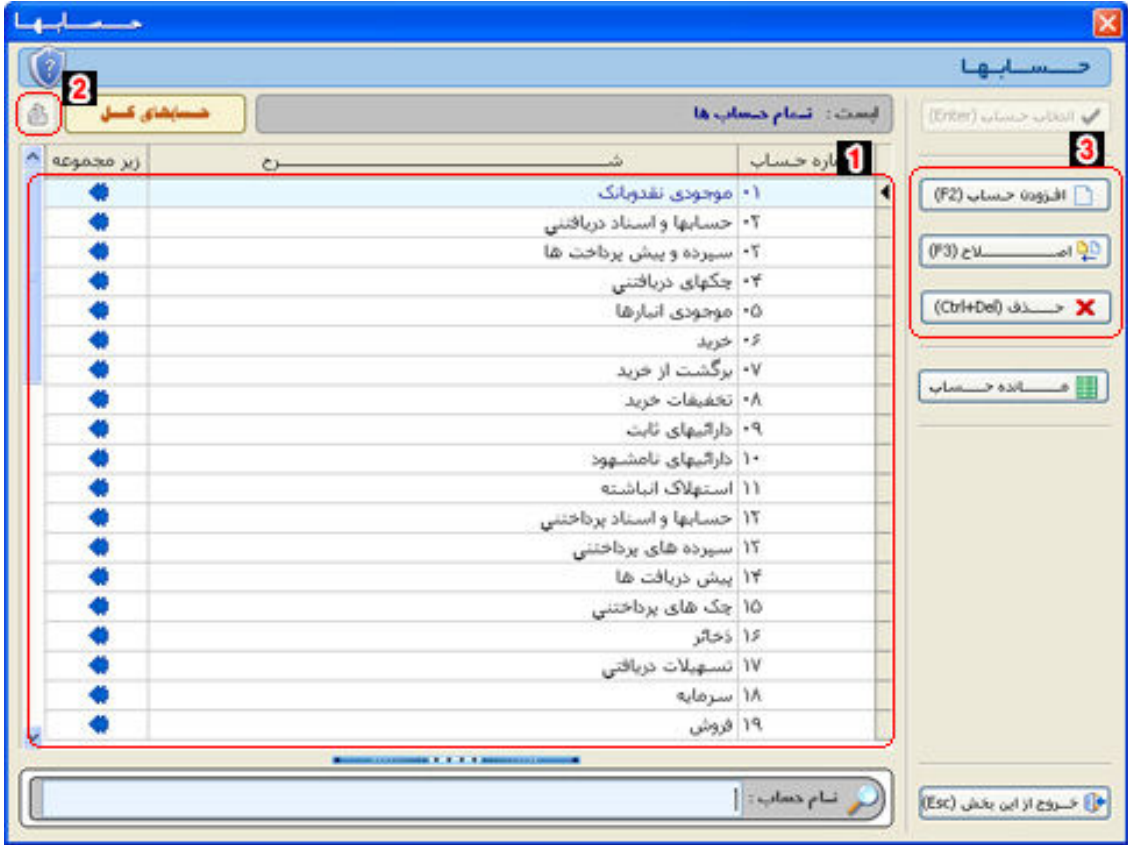 حسابها
حسابها
2
حسابهای کل
لیست : تمام حساب ها
انتخاب حساب (Enter)
1
3
شماره حساب شرح زیر مجموعه
۰۱ موجودی نقدوبانک
۰۲ حسابها و اسناد دریافتنی
۰۳ سپرده و پیش پرداخت ها
۰۴ چکهای دریافتنی
۰۵ موجودی انبارها
۰۶ خرید
۰۷ برگشت از خرید
۰۸ تخفیفات خرید
۰۹ دارائیهای ثابت
۱۰ دارائیهای نامشهود
۱۱ استهلاک انباشته
۱۲ حسابها و اسناد پرداختنی
۱۳ سپرده های پرداختنی
۱۴ پیش دریافت ها
۱۵ چک های پرداختنی
۱۶ ذخائر
۱۷ تسهیلات دریافتی
۱۸ سرمایه
۱۹ فروش
افزودن حساب (F2)
اصلاح (F3)
حذف (Ctrl+Del)
مانده حساب
نام حساب :
خروج از این بخش (Esc)